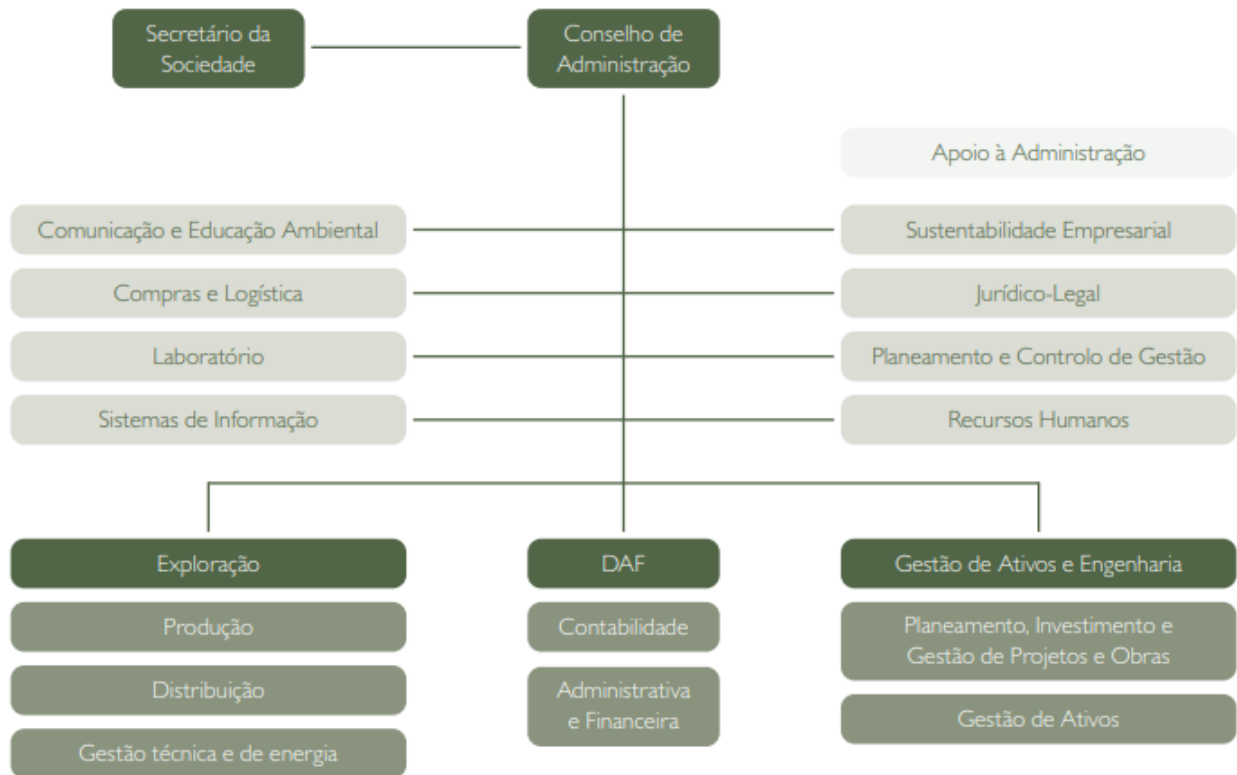 Secretário da
Sociedade
Conselho de
Administração
Apoio à Administração
Comunicação e Educação Ambiental
Sustentabilidade Empresarial
Compras e Logística
Jurídico-Legal
Laboratório
Planeamento e Controlo de Gestão
Sistemas de Informação
Recursos Humanos
Exploração
DAF
Gestão de Ativos e Engenharia
Produção
Contabilidade
Planeamento, Investimento e
Gestão de Projetos e Obras
Distribuição
Administrativa
e Financeira
Gestão de Ativos
Gestão técnica e de energia